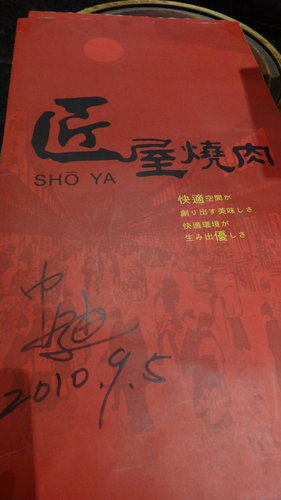 匠屋燒肉
SHŌ YA
快適空間が
創り出す美味しさ
快適環境が
生み出優しさ
2010.9.5